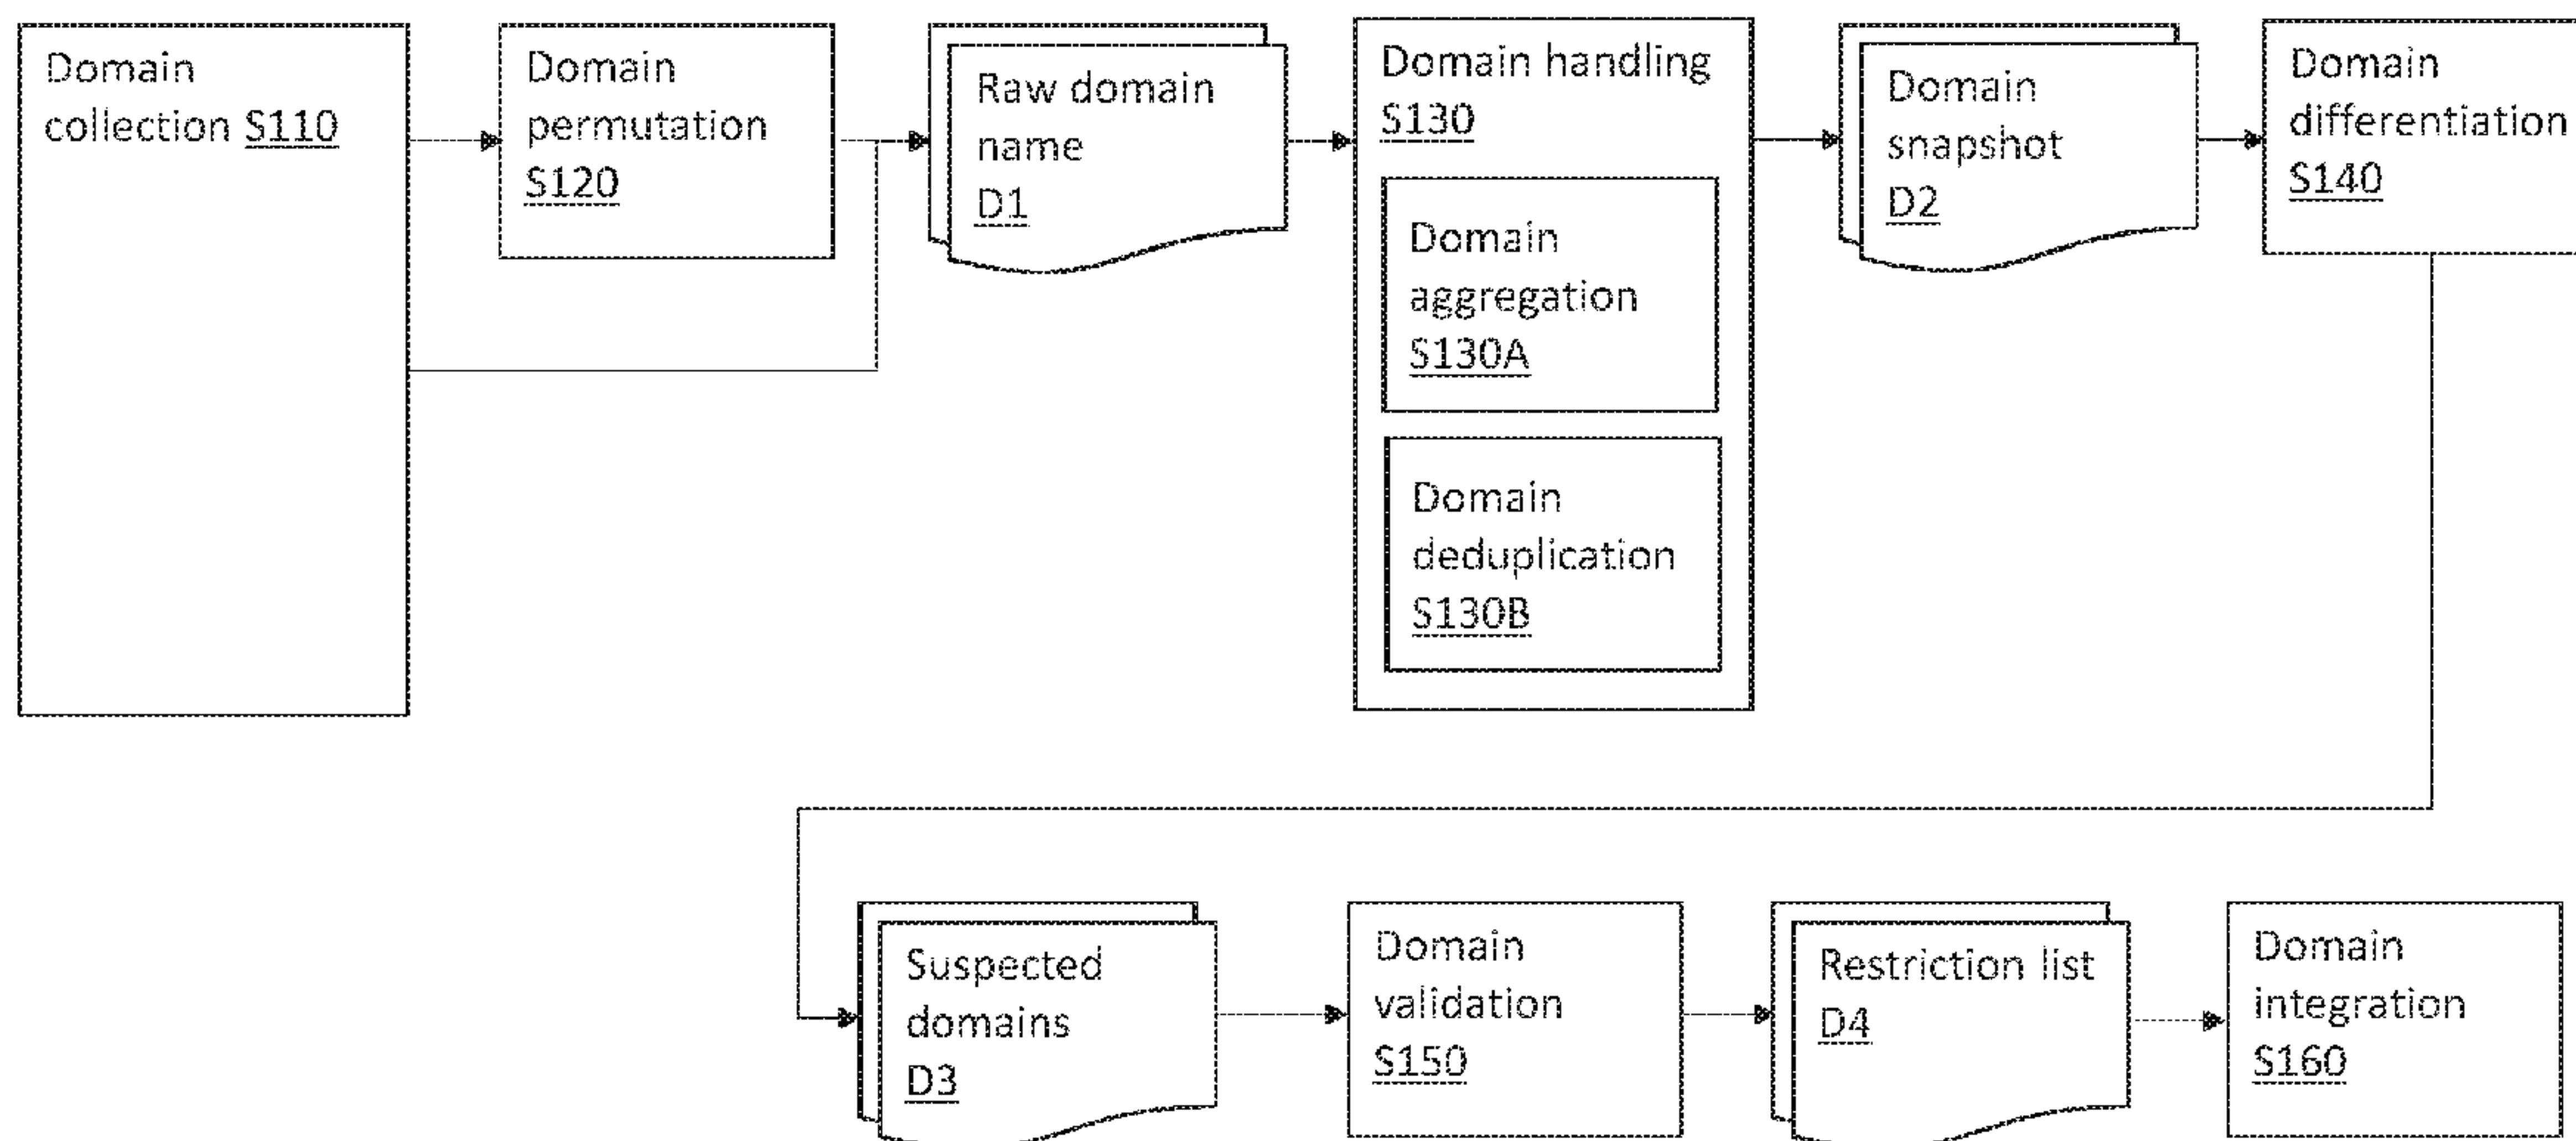 Domain
collection S110
Domain
permutation
S120
Raw domain
name
D1
Domain handling
S130
Domain
aggregation
S130A
Domain
deduplication
S130B
Domain
snapshot
D2
Domain
differentiation
S140
Suspected
domains
D3
Domain
validation
S150
Restriction list
D4
Domain
integration
S160